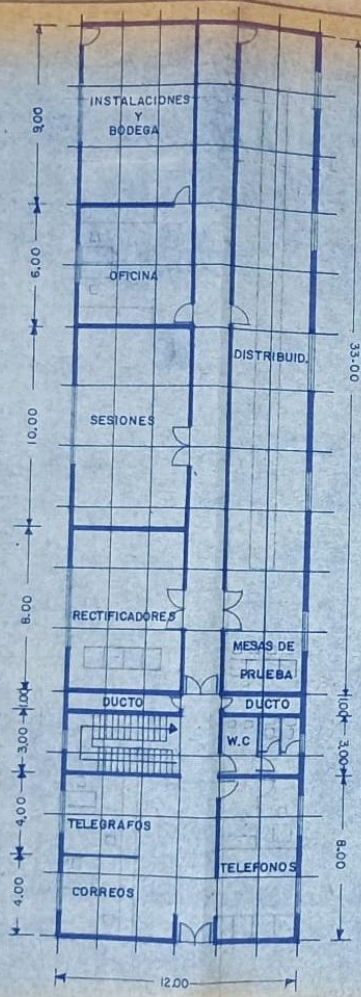 INSTALACIONES
Y
BODEGA
OFICINA
DISTRIBUID.
SESIONES
RECTIFICADORES
MESAS DE
PRUEBA
DUCTO
DUCTO
W.C
TELEGRAFOS
TELEFONOS
CORREOS
9.00
6.00
10.00
8.00
1.00
3.00
4.00
4.00
33.00
1.00
3.00
8.00
12.00